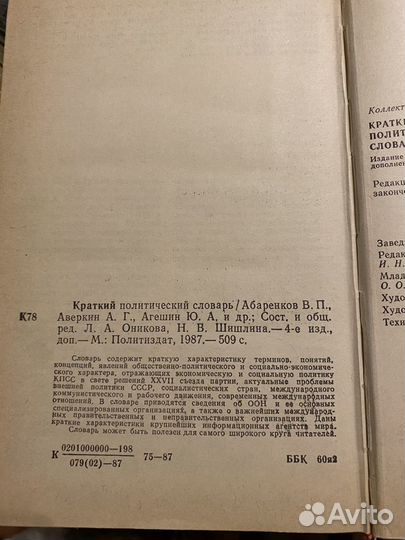 Краткий политический словарь/Абаренков В. П.,
К78 Аверкин А. Г., Агешин Ю. А. и др.; Сост. и общ.
ред. Л. А. Оникова, Н. В. Шишлина.—4-е изд.,
доп.— М.: Политиздат, 1987.—509 с.
Словарь содержит краткую характеристику терминов, понятий,
концепций, явлений общественно-политического и социально-экономиче-
ского характера, отражающих экономическую и социальную политику
КПСС в свете решений XXVII съезда партии, актуальные проблемы
внешней политики СССР, социалистических стран, международного
коммунистического и рабочего движения, современных международных
отношений. В словаре приводятся сведения об ООН и ее основных
специализированных организациях, а также о важнейших международ-
ных правительственных и неправительственных организациях. Даны
краткие характеристики крупнейших информационных агентств мира.
Словарь может быть полезен для самого широкого круга читателей.
К 0201000000—198
079(02)—87
75—87
ББК 60я2
Коллект
КРАТКИ
ПОЛИТИ
СЛОВА
Издание
дополнен
Редакц
законче
Завед
Редак
И. Н.
Млад
О. О.
Худо
Худо
Техн
Avito